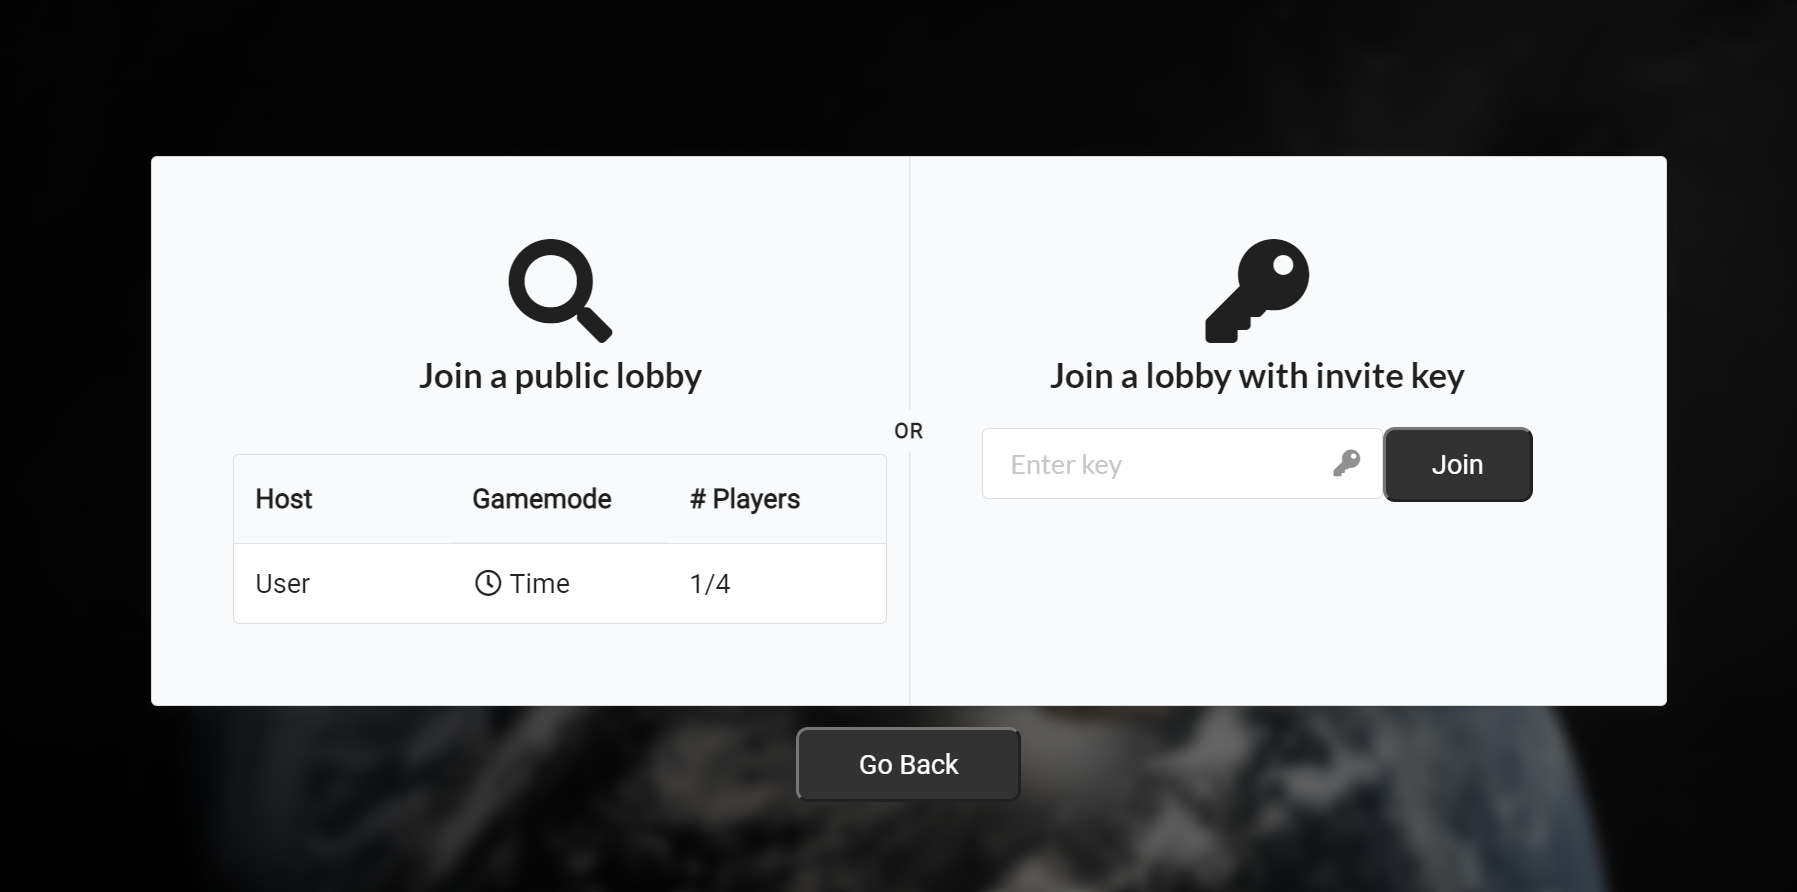 Join a public lobby
Host Gamemode # Players
User Time 1/4
OR
Join a lobby with invite key
Enter key Join
Go Back